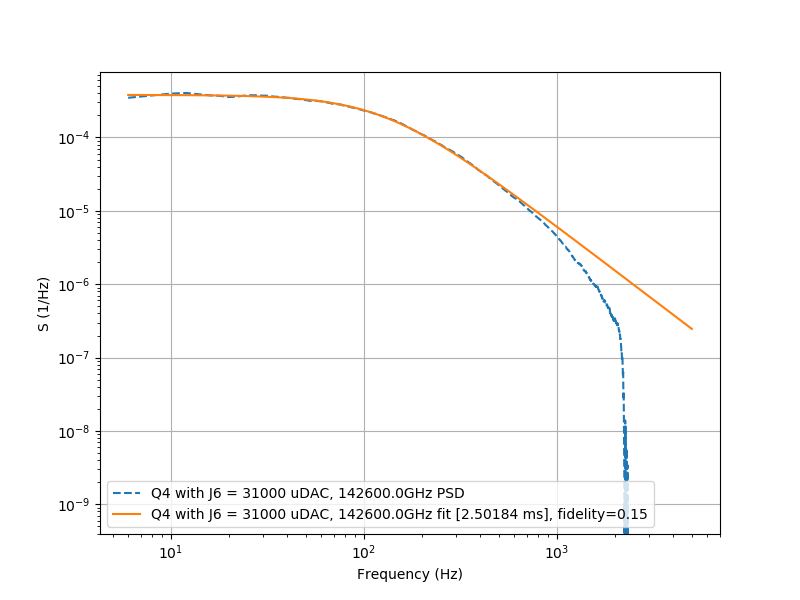 10⁻⁴
10⁻⁵
10⁻⁶
10⁻⁷
10⁻⁸
10⁻⁹
S (1/Hz)
Q4 with J6 = 31000 uDAC, 142600.0GHz PSD
Q4 with J6 = 31000 uDAC, 142600.0GHz fit [2.50184 ms], fidelity=0.15
10¹ 10² 10³
Frequency (Hz)